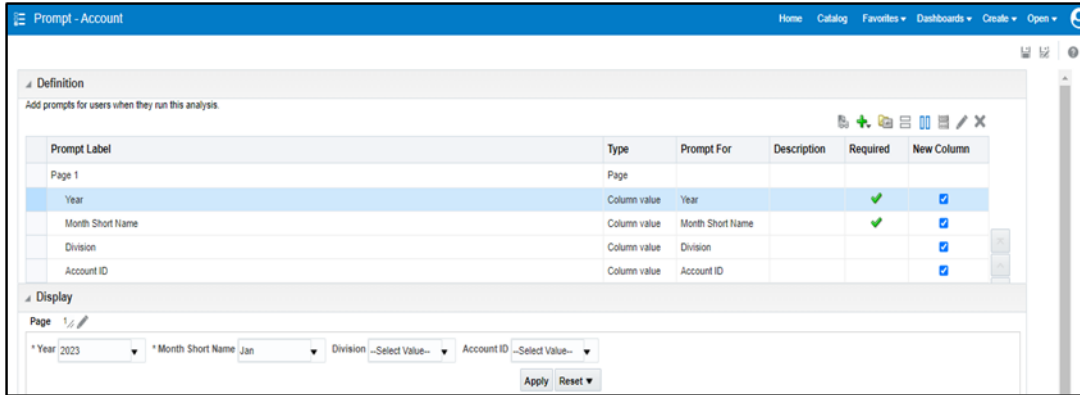 Prompt - Account Home Catalog Favorites Dashboards Create Open
Definition
Add prompts for users when they run this analysis.
Prompt Label Type Prompt For Description Required New Column
Page 1 Page
Year Column value Year
Month Short Name Column value Month Short Name
Division Column value Division
Account ID Column value Account ID
Display
Page
* Year 2023 * Month Short Name Jan Division --Select Value-- Account ID --Select Value--
Apply Reset